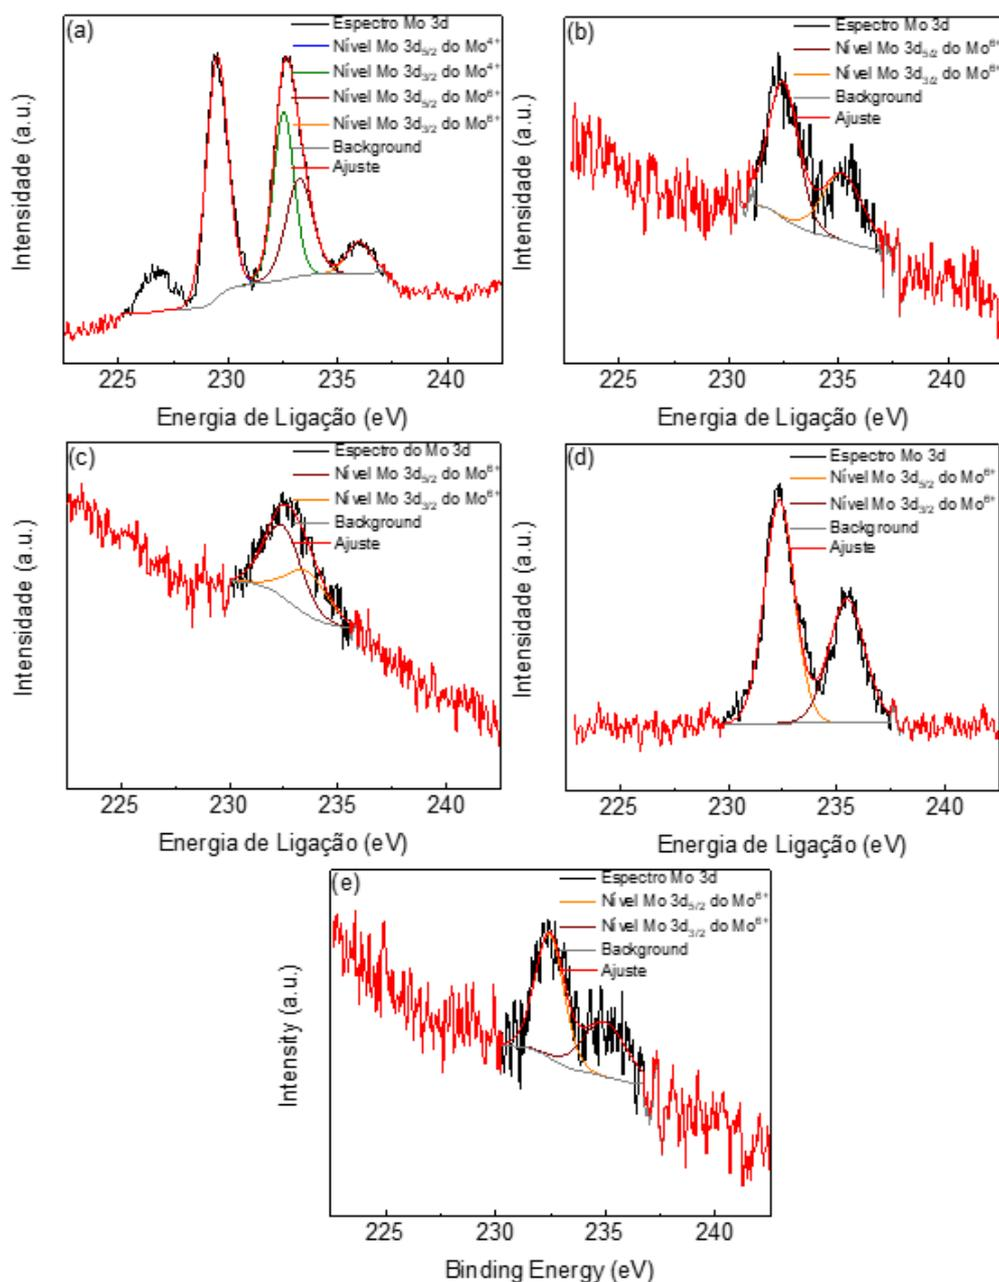 (a)
Espectro Mo 3d
Nível Mo 3d5/2 do Mo4+
Nível Mo 3d3/2 do Mo4+
Nível Mo 3d5/2 do Mo6+
Nível Mo 3d3/2 do Mo6+
Background
Ajuste
Intensidade (a.u.)
225 230 235 240
Energia de Ligação (eV)
(b)
Espectro Mo 3d
Nível Mo 3d5/2 do Mo6+
Nível Mo 3d3/2 do Mo6+
Background
Ajuste
Intensidade (a.u.)
225 230 235 240
Energia de Ligação (eV)
(c)
Espectro do Mo 3d
Nível Mo 3d5/2 do Mo6+
Nível Mo 3d3/2 do Mo6+
Background
Ajuste
Intensidade (a.u.)
225 230 235 240
Energia de Ligação (eV)
(d)
Espectro Mo 3d
Nível Mo 3d5/2 do Mo6+
Nível Mo 3d3/2 do Mo6+
Background
Ajuste
Intensidade (a.u.)
225 230 235 240
Energia de Ligação (eV)
(e)
Espectro Mo 3d
Nível Mo 3d5/2 do Mo6+
Nível Mo 3d3/2 do Mo6+
Background
Ajuste
Intensity (a.u.)
225 230 235 240
Binding Energy (eV)